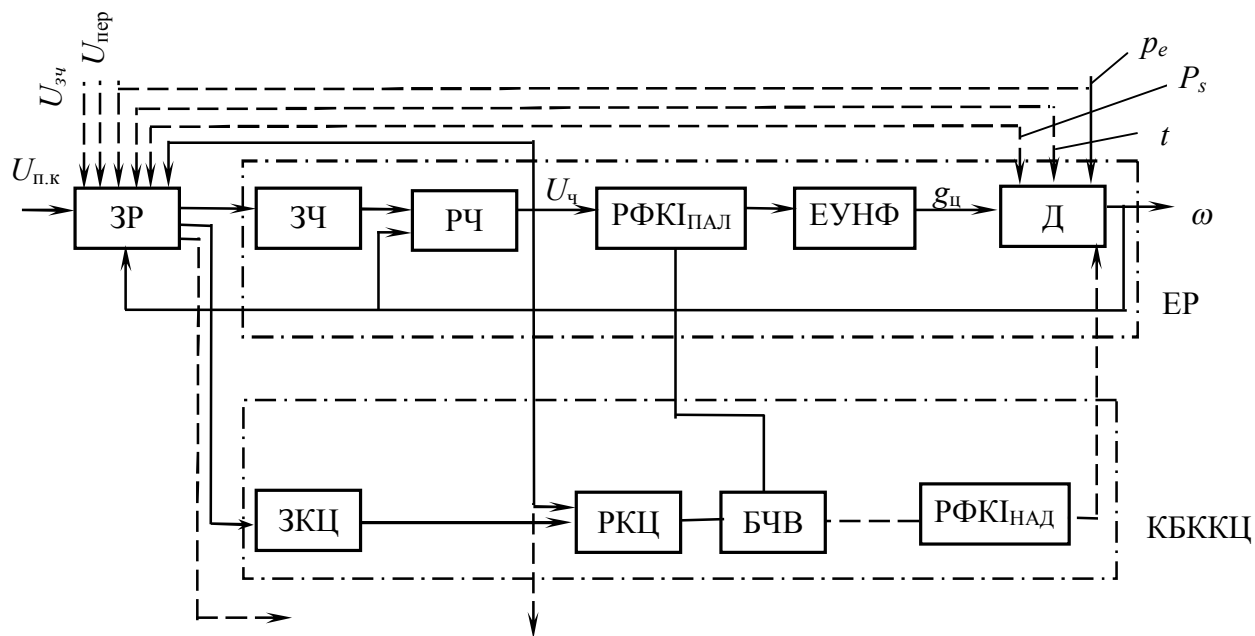 U_зч
U_пер
p_e
P_s
t
U_п.к
ЗР
ЗЧ
РЧ
U_ч
РФКІ_ПАЛ
ЕУНФ
g_ц
Д
ω
ЕР
ЗКЦ
РКЦ
БЧВ
РФКІ_НАД
КБККЦ